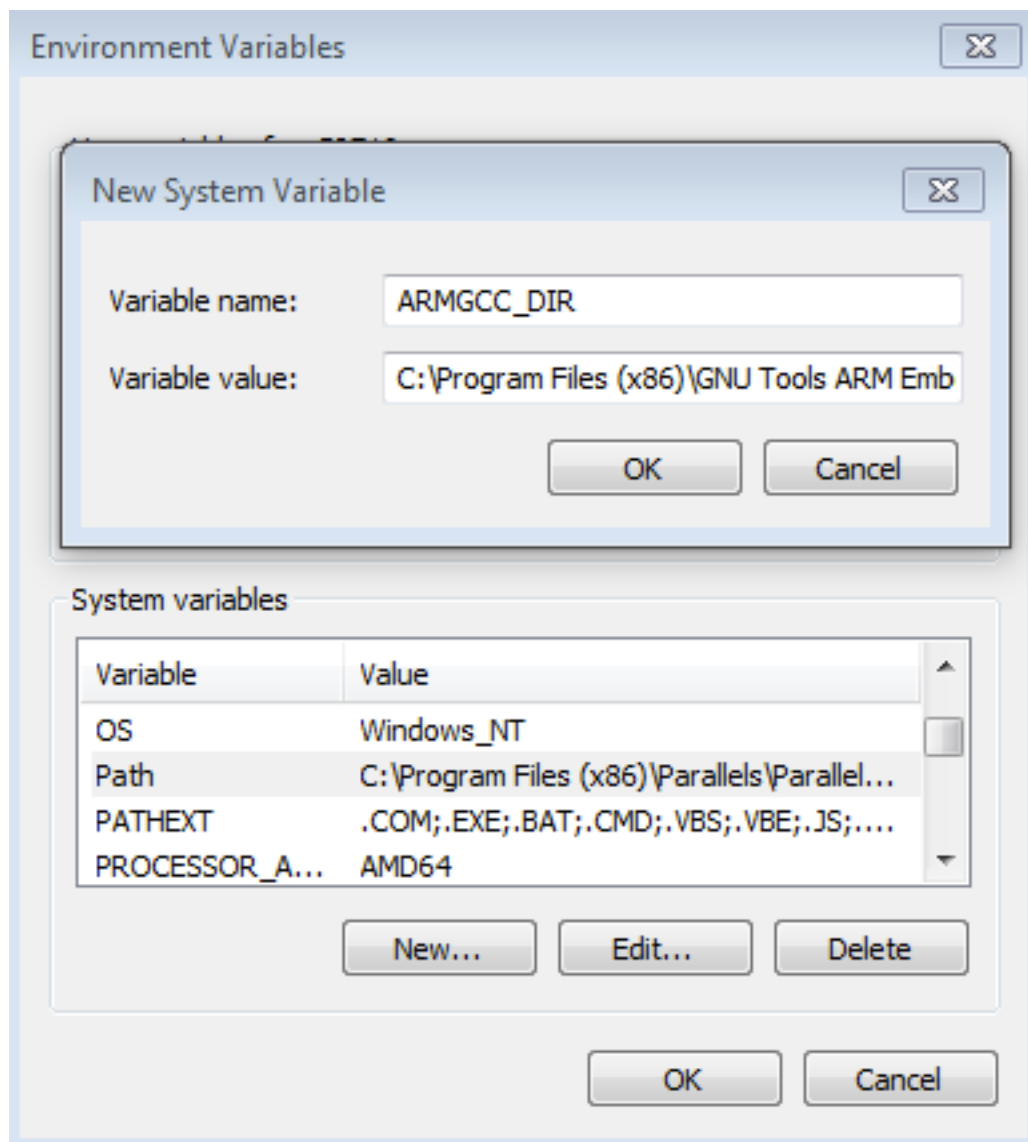 Environment Variables
New System Variable
Variable name: ARMGCC_DIR
Variable value: C:\Program Files (x86)\GNU Tools ARM Emb
OK Cancel
System variables
Variable Value
OS Windows_NT
Path C:\Program Files (x86)\Parallels\Parallel...
PATHEXT .COM;.EXE;.BAT;.CMD;.VBS;.VBE;.JS;....
PROCESSOR_A... AMD64
New... Edit... Delete
OK Cancel